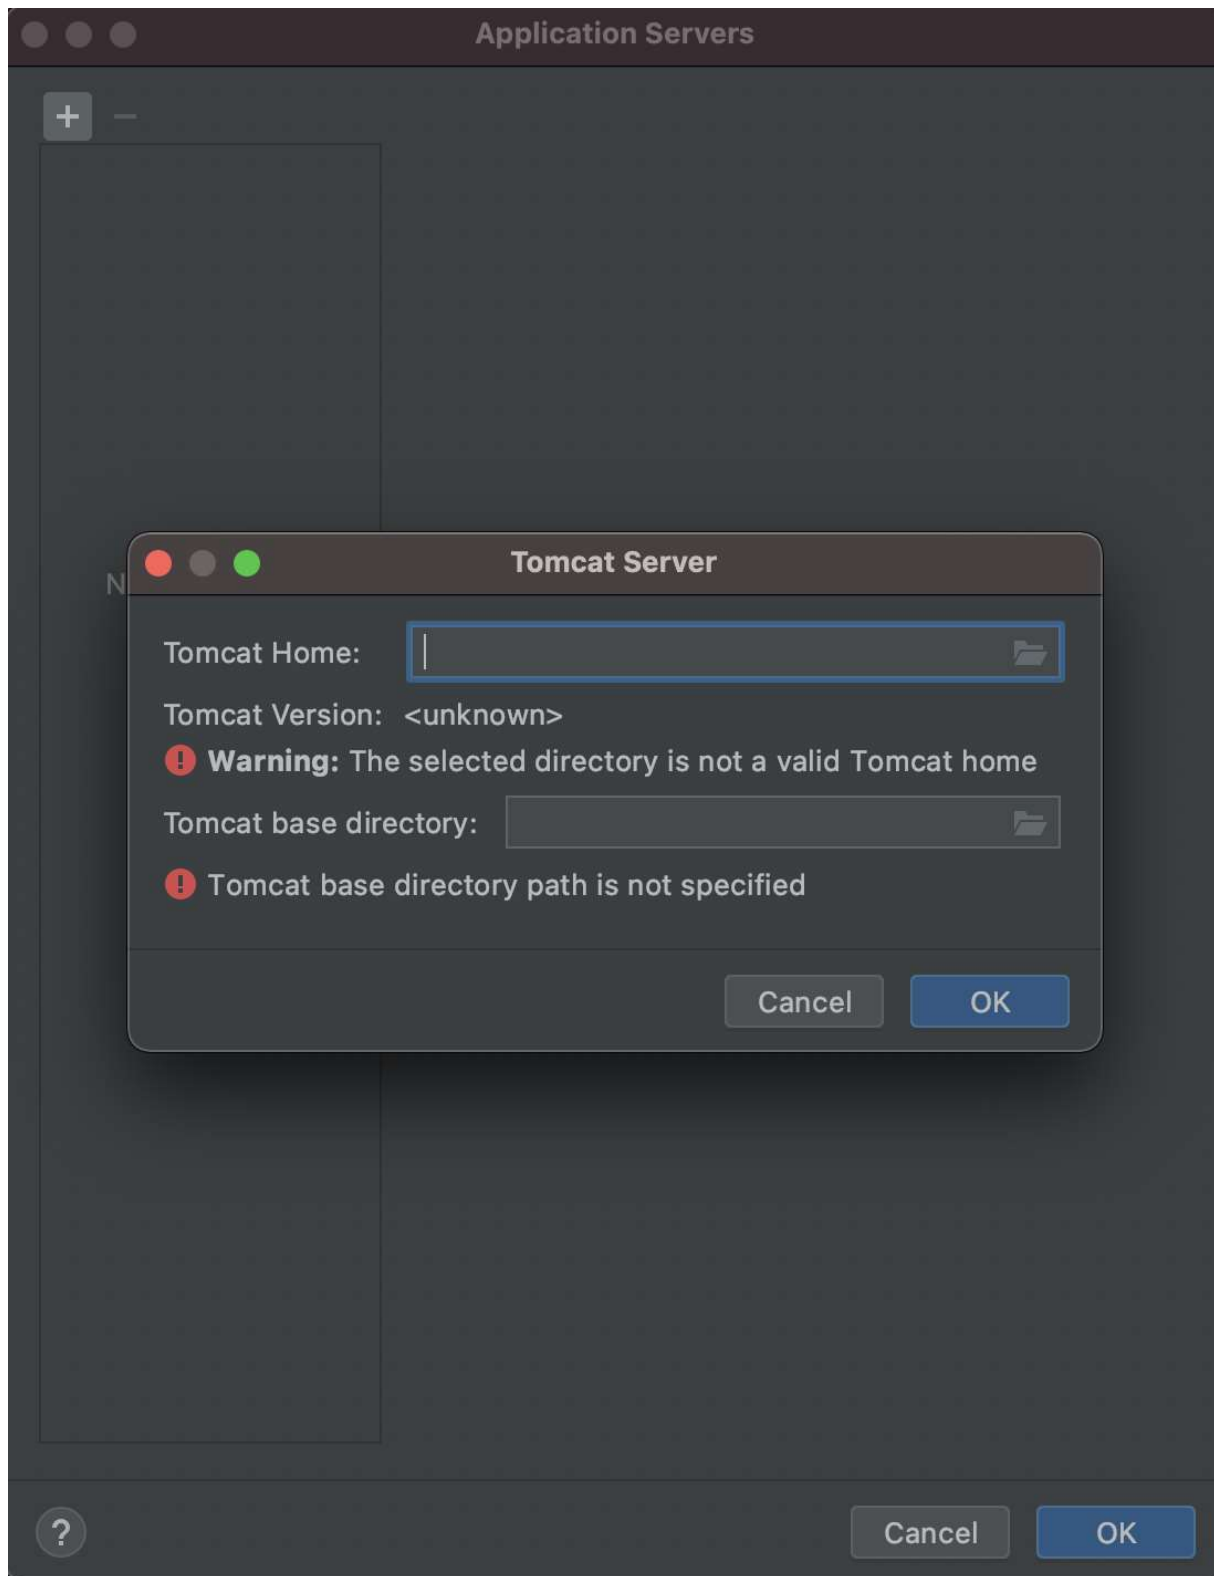 Application Servers
+ −
N
Tomcat Server
Tomcat Home:
Tomcat Version: <unknown>
! Warning: The selected directory is not a valid Tomcat home
Tomcat base directory:
! Tomcat base directory path is not specified
Cancel OK
? Cancel OK